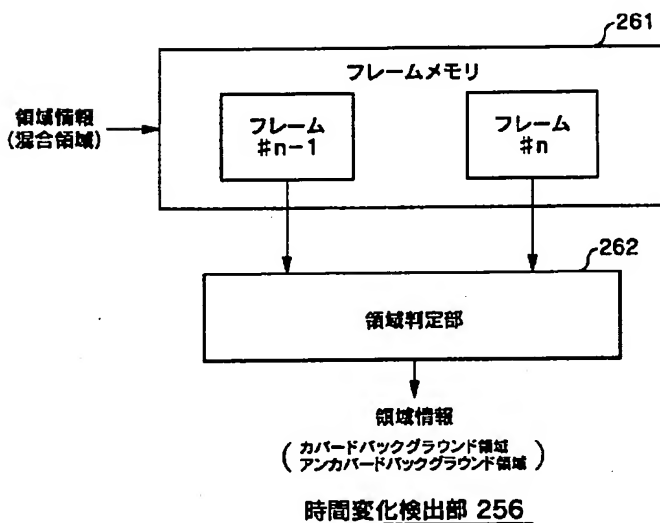 261
フレームメモリ
領域情報
(混合領域)
フレーム
#n-1
フレーム
#n
262
領域判定部
領域情報
(カバードバックグラウンド領域
アンカバードバックグラウンド領域)
時間変化検出部 256